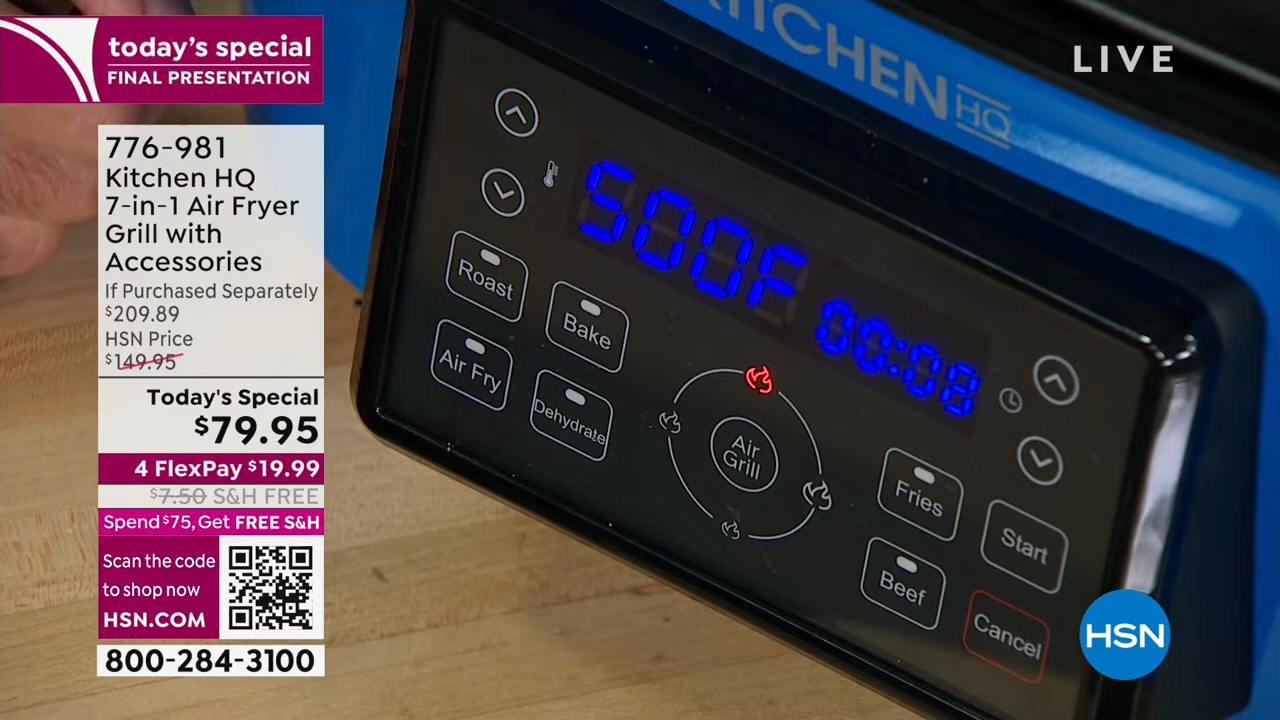 today's special
FINAL PRESENTATION
776-981
Kitchen HQ
7-in-1 Air Fryer
Grill with
Accessories
If Purchased Separately
$209.89
HSN Price
$149.95
Today's Special
$79.95
4 FlexPay $19.99
$7.50 S&H FREE
Spend $75, Get FREE S&H
Scan the code
to shop now
HSN.COM
800-284-3100
LIVE
KITCHEN HQ
500F
00:08
Roast
Bake
Air Fry
Dehydrate
Air
Grill
Fries
Start
Beef
Cancel
HSN